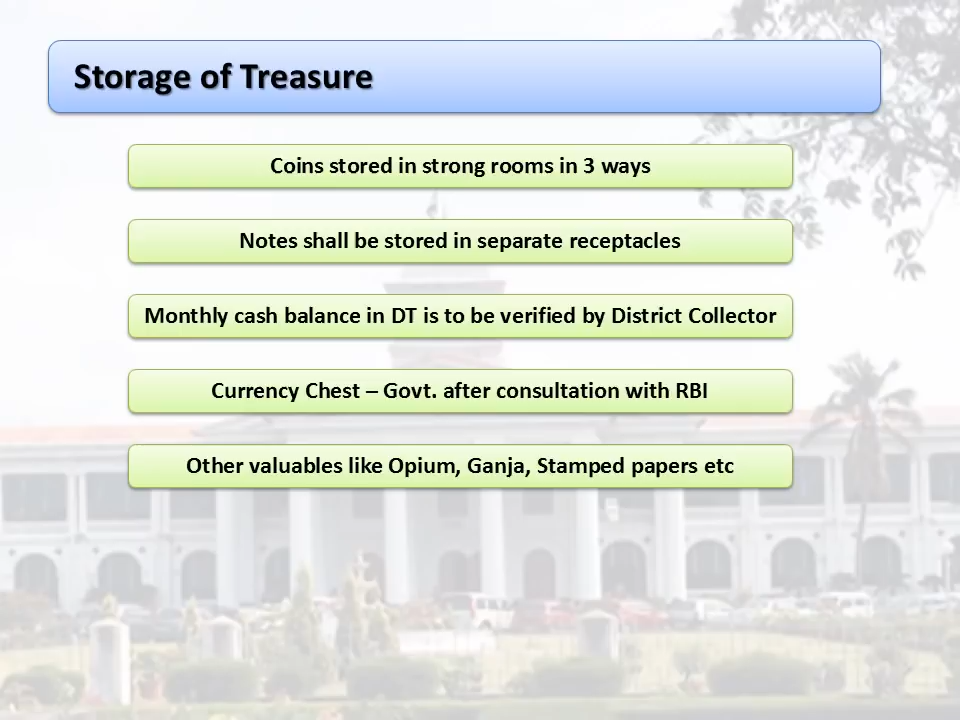 Storage of Treasure
Coins stored in strong rooms in 3 ways
Notes shall be stored in separate receptacles
Monthly cash balance in DT is to be verified by District Collector
Currency Chest – Govt. after consultation with RBI
Other valuables like Opium, Ganja, Stamped papers etc